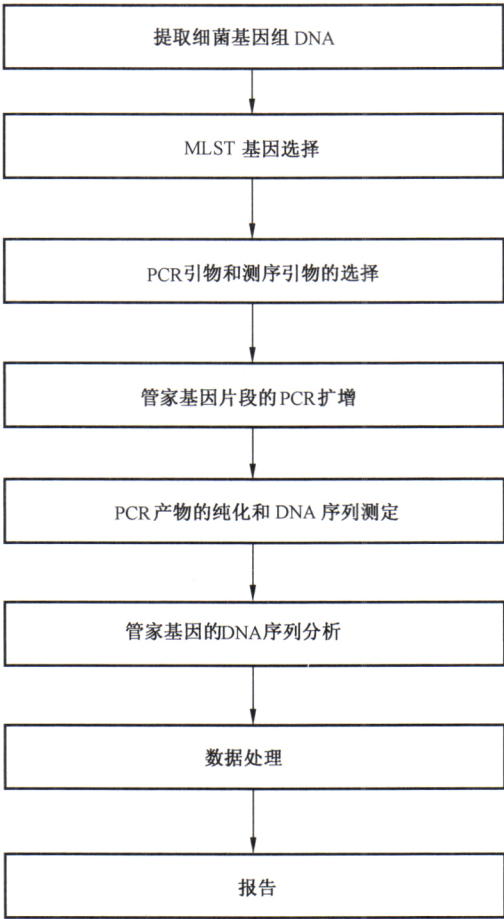 提取细菌基因组 DNA
MLST 基因选择
PCR引物和测序引物的选择
管家基因片段的PCR扩增
PCR产物的纯化和 DNA 序列测定
管家基因的DNA序列分析
数据处理
报告